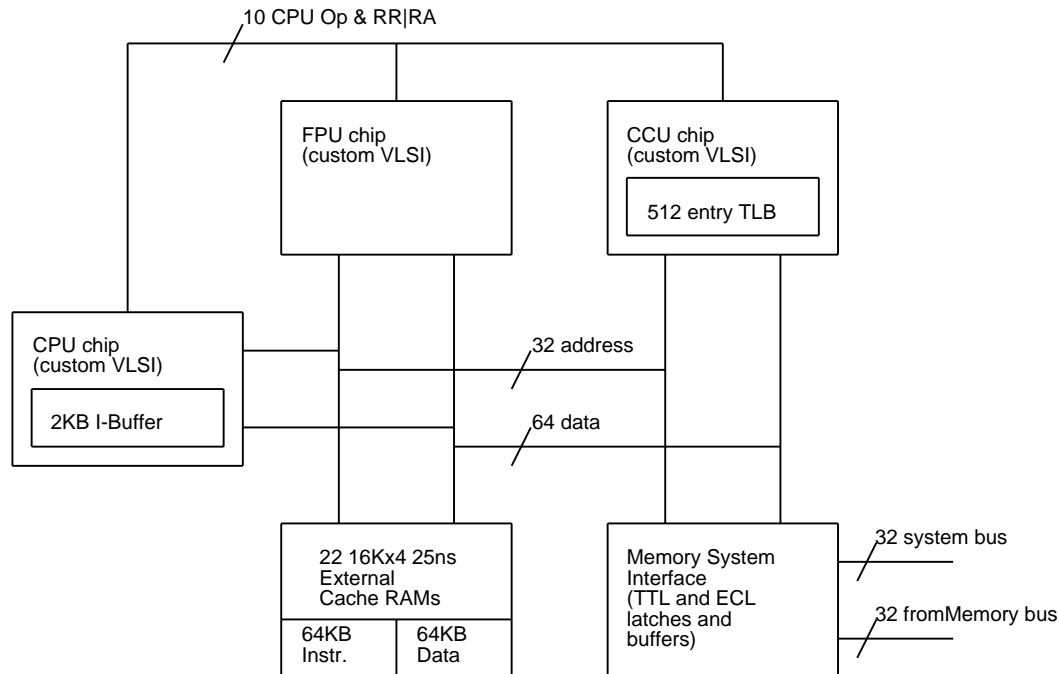 10 CPU Op & RR|RA
FPU chip
(custom VLSI)
CCU chip
(custom VLSI)
512 entry TLB
CPU chip
(custom VLSI)
2KB I-Buffer
32 address
64 data
22 16Kx4 25ns
External
Cache RAMs
64KB
Instr.
64KB
Data
Memory System
Interface
(TTL and ECL
latches and
buffers)
32 system bus
32 fromMemory bus